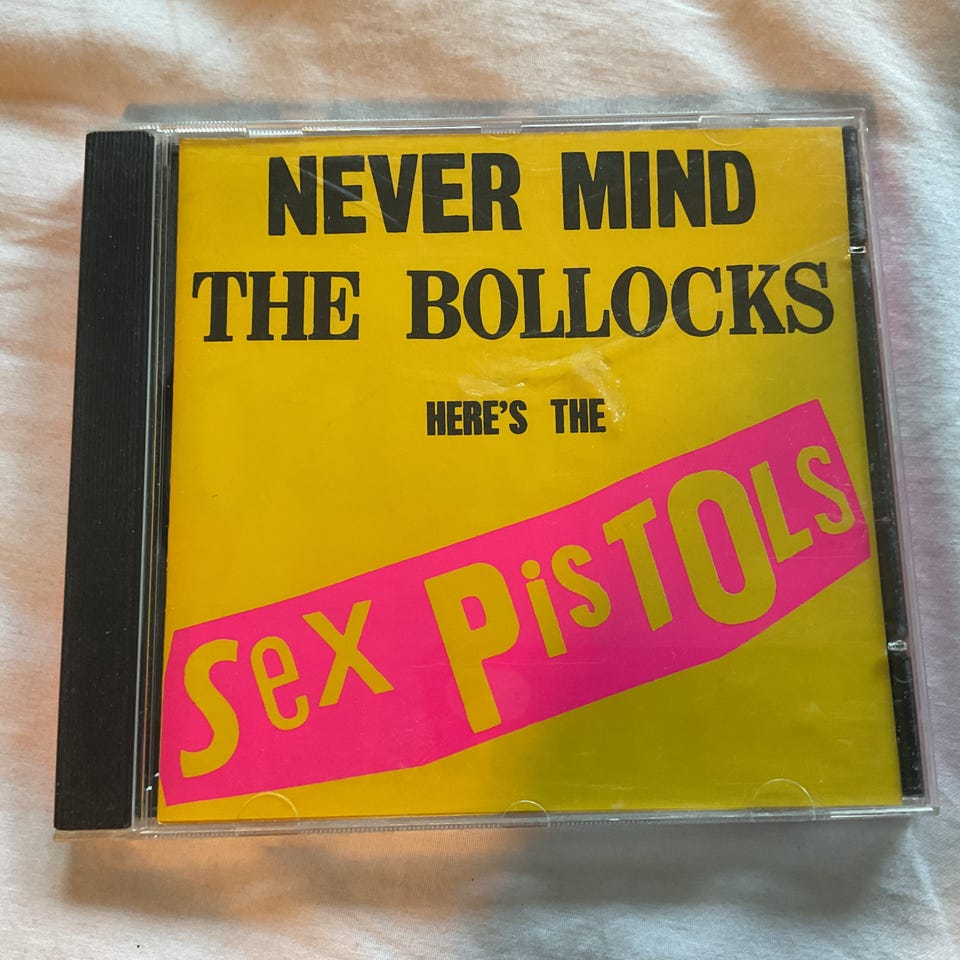 NEVER MIND
THE BOLLOCKS
HERE'S THE
Sex PisTOLS